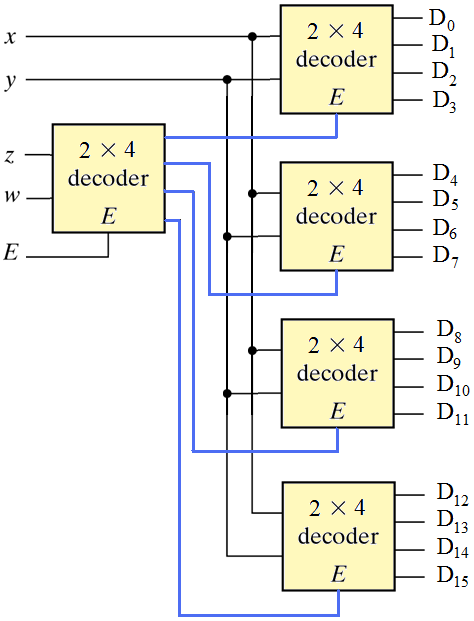 x
y
z
w
E
2 × 4
decoder
E
2 × 4
decoder
E
D₀
D₁
D₂
D₃
2 × 4
decoder
E
D₄
D₅
D₆
D₇
2 × 4
decoder
E
D₈
D₉
D₁₀
D₁₁
2 × 4
decoder
E
D₁₂
D₁₃
D₁₄
D₁₅